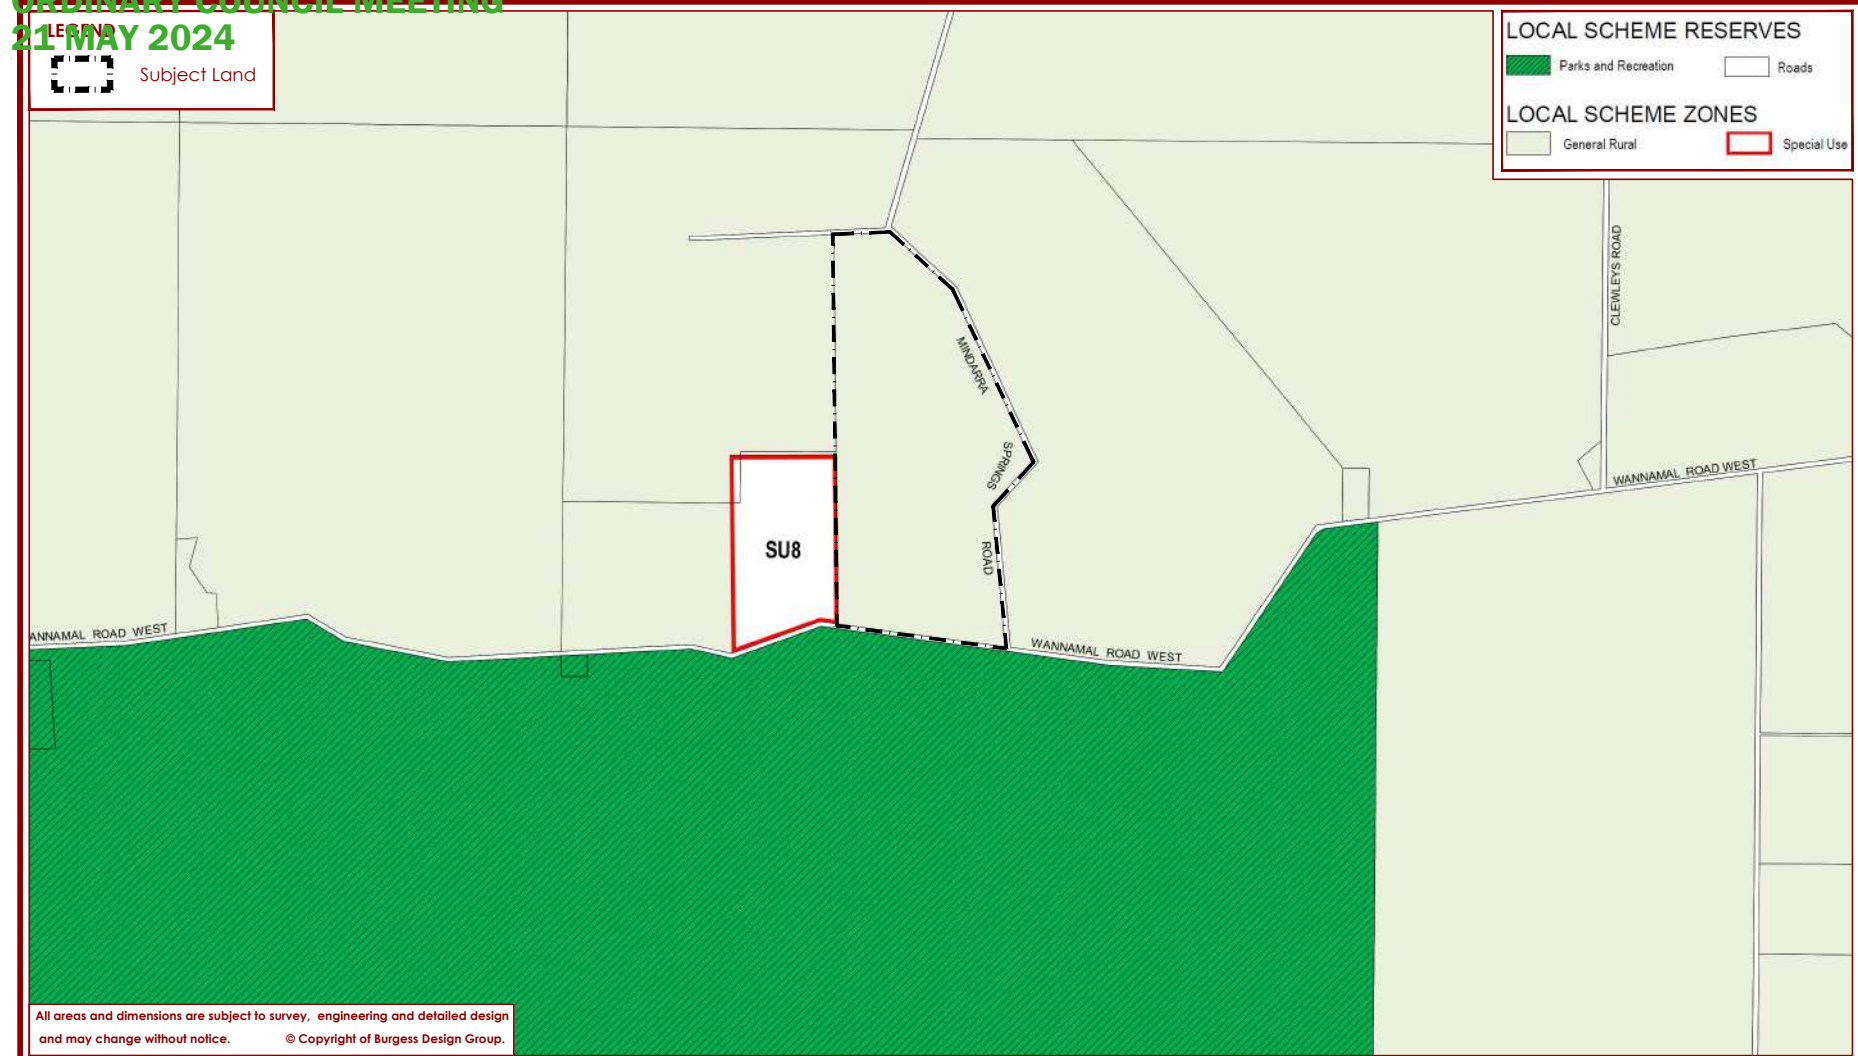 ORDINARY COUNCIL MEETING
21 MAY 2024
LEGEND
Subject Land
LOCAL SCHEME RESERVES
Parks and Recreation
Roads
LOCAL SCHEME ZONES
General Rural
Special Use
CLEWLEYS ROAD
MINDARRA
SPRINGS
ROAD
WANNAMAL ROAD WEST
SU8
ANNAMAL ROAD WEST
WANNAMAL ROAD WEST
All areas and dimensions are subject to survey, engineering and detailed design
and may change without notice. © Copyright of Burgess Design Group.